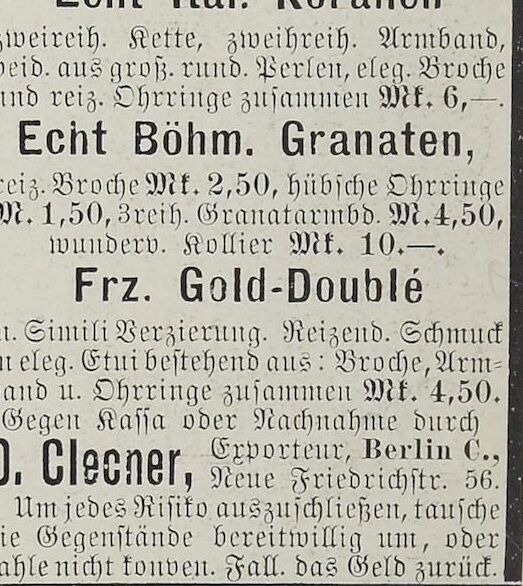 Echt Ital. Korallen
zweireih. Kette, zweihreih. Armband,
beid. aus groß. rund. Perlen, eleg. Broche
und reiz. Ohrringe zusammen Mk. 6,—.
Echt Böhm. Granaten,
reiz. Broche Mk. 2,50, hübsche Ohrringe
M. 1,50, 3reih. Granatarmbd. M. 4,50,
wunderv. Kollier Mk. 10.—.
Frz. Gold-Doublé
m. Simili Verzierung. Reizend. Schmuck
in eleg. Etui bestehend aus: Broche, Arm=
band u. Ohrringe zusammen Mk. 4,50.
Gegen Kassa oder Nachnahme durch
D. Clecner, Exporteur, Berlin C.,
Neue Friedrichstr. 56.
Um jedes Risiko auszuschließen, tausche
die Gegenstände bereitwillig um, oder
zahle nicht konven. Fall. das Geld zurück.